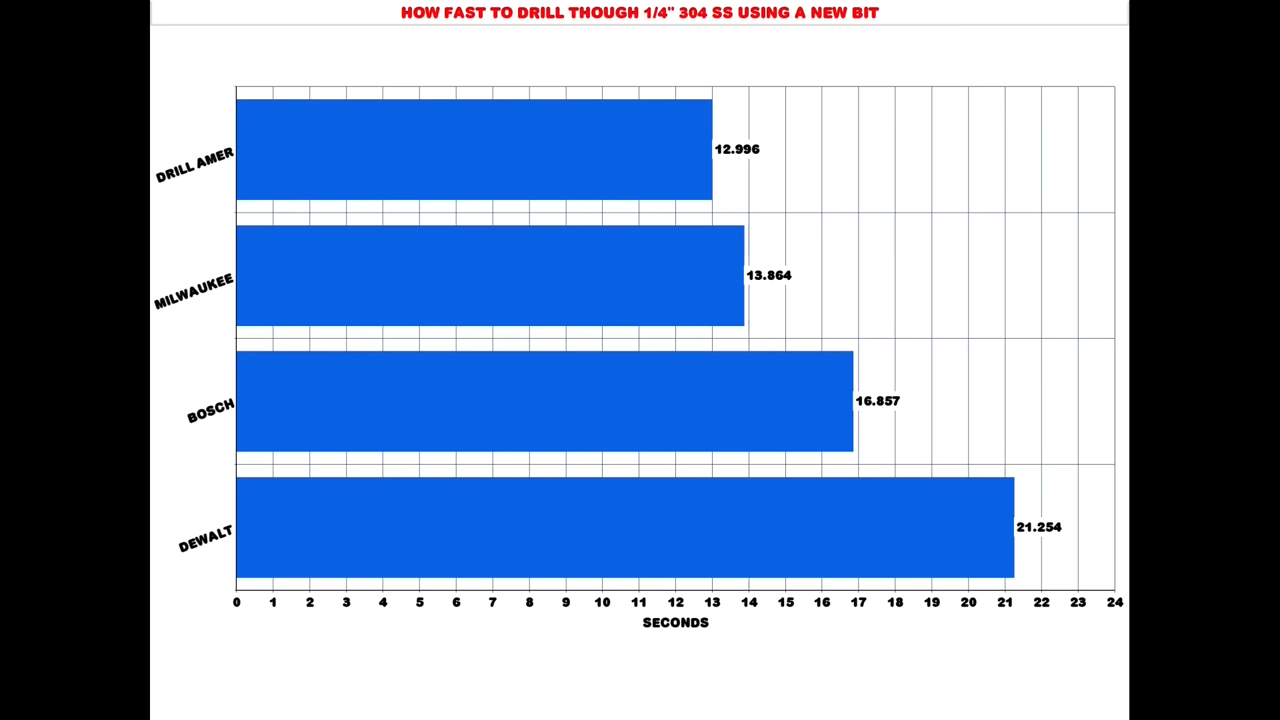 HOW FAST TO DRILL THOUGH 1/4" 304 SS USING A NEW BIT
DRILL AMER
12.996
MILWAUKEE
13.864
BOSCH
16.857
DEWALT
21.254
0 1 2 3 4 5 6 7 8 9 10 11 12 13 14 15 16 17 18 19 20 21 22 23 24
SECONDS